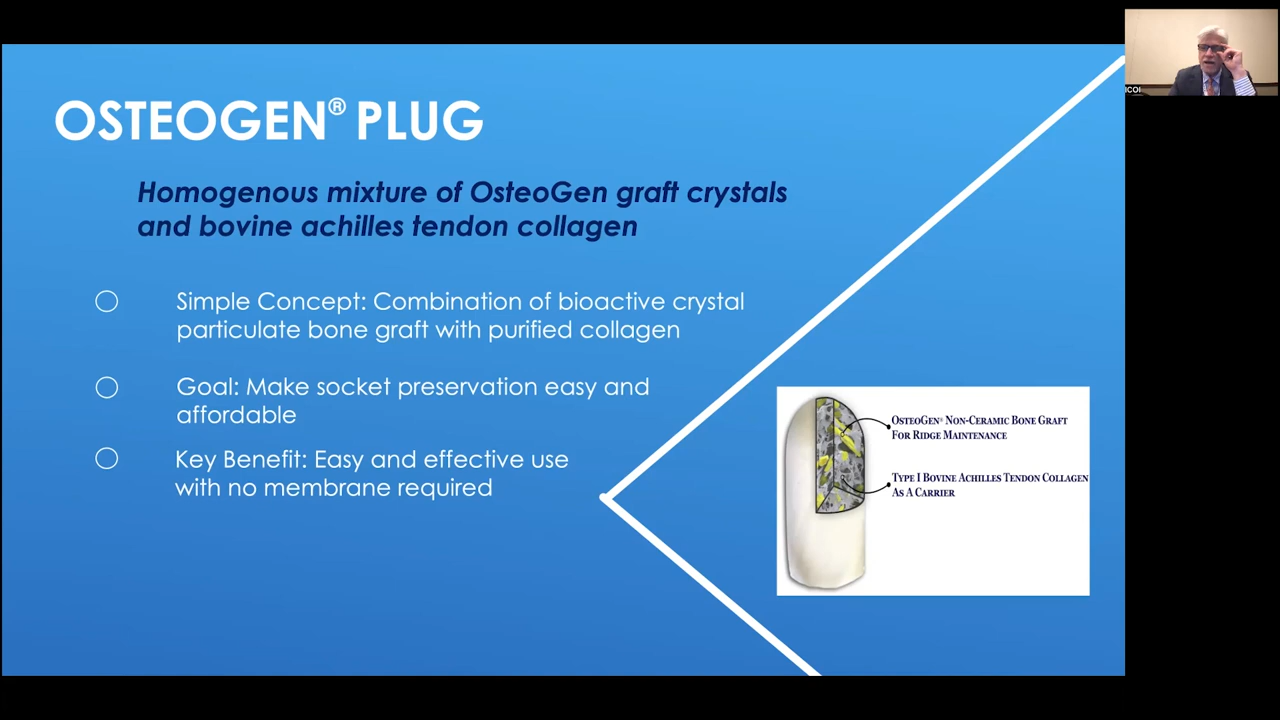 OSTEOGEN® PLUG
Homogenous mixture of OsteoGen graft crystals
and bovine achilles tendon collagen
Simple Concept: Combination of bioactive crystal
particulate bone graft with purified collagen
Goal: Make socket preservation easy and
affordable
Key Benefit: Easy and effective use
with no membrane required
OSTEOGEN® NON-CERAMIC BONE GRAFT
FOR RIDGE MAINTENANCE
TYPE I BOVINE ACHILLES TENDON COLLAGEN
AS A CARRIER
ICOI